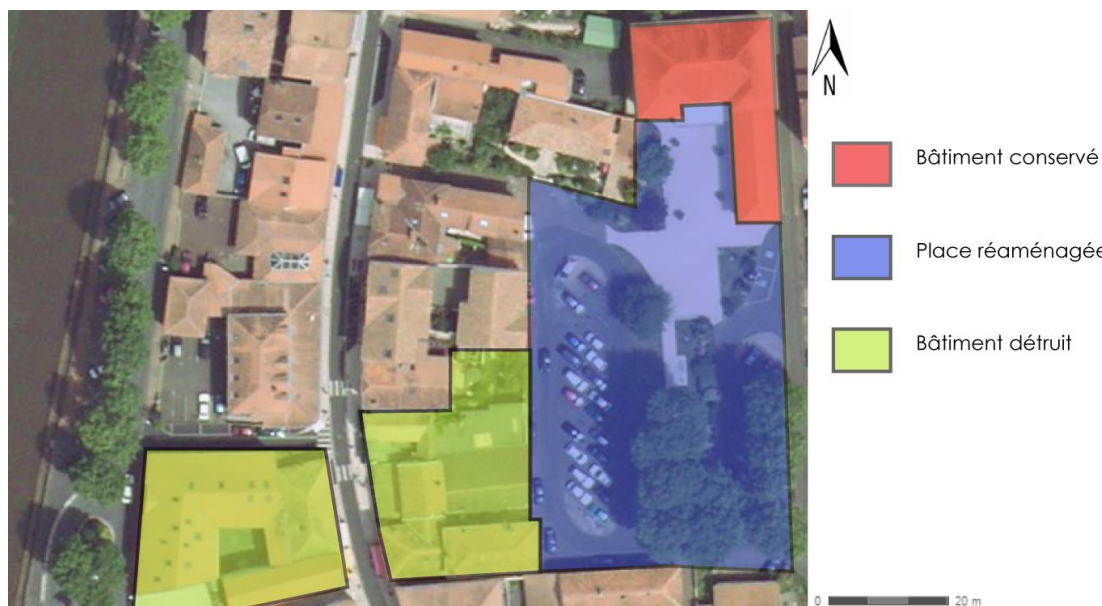 N
Bâtiment conservé
Place réaménagée
Bâtiment détruit
0 20 m